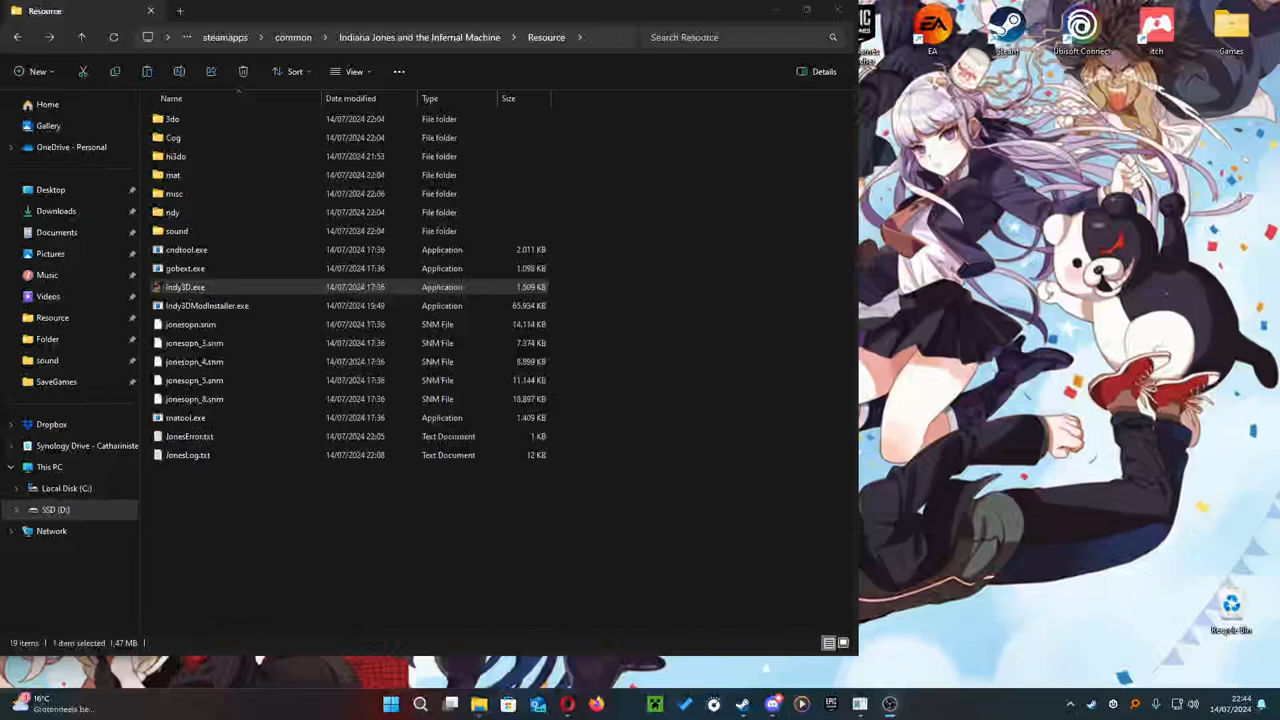 Resource
steamapps
common
Indiana Jones and the Infernal Machine
Resource
Search Resource
New
Sort
View
Details
Name Date modified Type Size
Home
Gallery
OneDrive - Personal
Desktop
Downloads
Documents
Pictures
Music
Videos
Resource
Folder
sound
SaveGames
Dropbox
Synology Drive - Cathariniste
This PC
Local Disk (C:)
SSD (D:)
Network
3do 14/07/2024 22:04 File folder
Cog 14/07/2024 22:04 File folder
hi3do 14/07/2024 21:53 File folder
mat 14/07/2024 22:04 File folder
misc 14/07/2024 22:06 File folder
ndy 14/07/2024 22:04 File folder
sound 14/07/2024 22:04 File folder
cndtool.exe 14/07/2024 17:36 Application 2.011 KB
gobext.exe 14/07/2024 17:36 Application 1.098 KB
Indy3D.exe 14/07/2024 17:36 Application 1.509 KB
Indy3DModInstaller.exe 14/07/2024 19:49 Application 65.934 KB
jonesopn.snm 14/07/2024 17:36 SNM File 14.114 KB
jonesopn_3.snm 14/07/2024 17:36 SNM File 7.374 KB
jonesopn_4.snm 14/07/2024 17:36 SNM File 8.899 KB
jonesopn_5.snm 14/07/2024 17:36 SNM File 11.144 KB
jonesopn_8.snm 14/07/2024 17:36 SNM File 18.897 KB
matool.exe 14/07/2024 17:36 Application 1.409 KB
JonesError.txt 14/07/2024 22:05 Text Document 1 KB
JonesLog.txt 14/07/2024 22:08 Text Document 12 KB
19 items 1 item selected 1,47 MB
EA
Steam
Ubisoft Connect
itch
Games
Recycle Bin
16°C
Grotendeels be...
EPIC
22:44
14/07/2024